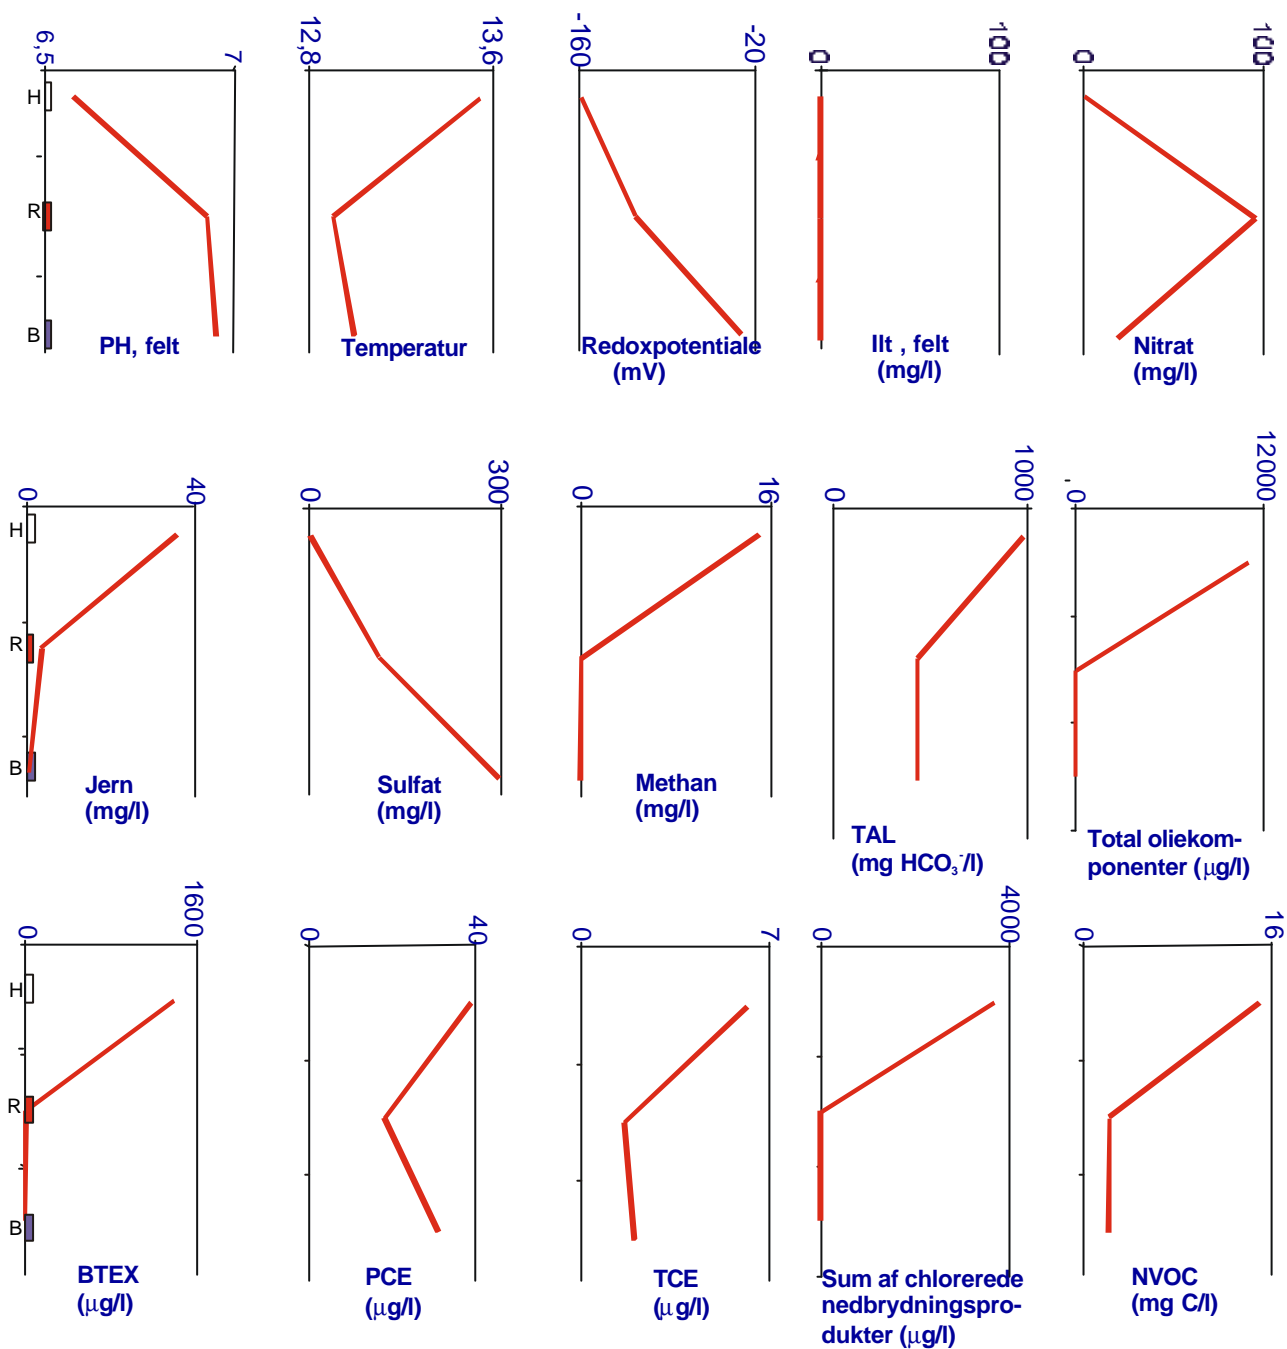 6,5 7
12,8 13,6
-160 -20
0 100
0 100
H
R
B
PH, felt
Temperatur
Redoxpotentiale
(mV)
Ilt , felt
(mg/l)
Nitrat
(mg/l)
0 40
0 300
0 16
0 1000
0 12000
H
R
B
Jern
(mg/l)
Sulfat
(mg/l)
Methan
(mg/l)
TAL
(mg HCO₃⁻/l)
Total oliekom-
ponenter (μg/l)
0 1600
0 40
0 7
0 4000
0 16
H
R
B
BTEX
(μg/l)
PCE
(μg/l)
TCE
(μg/l)
Sum af chlorerede
nedbrydningspro-
dukter (μg/l)
NVOC
(mg C/l)